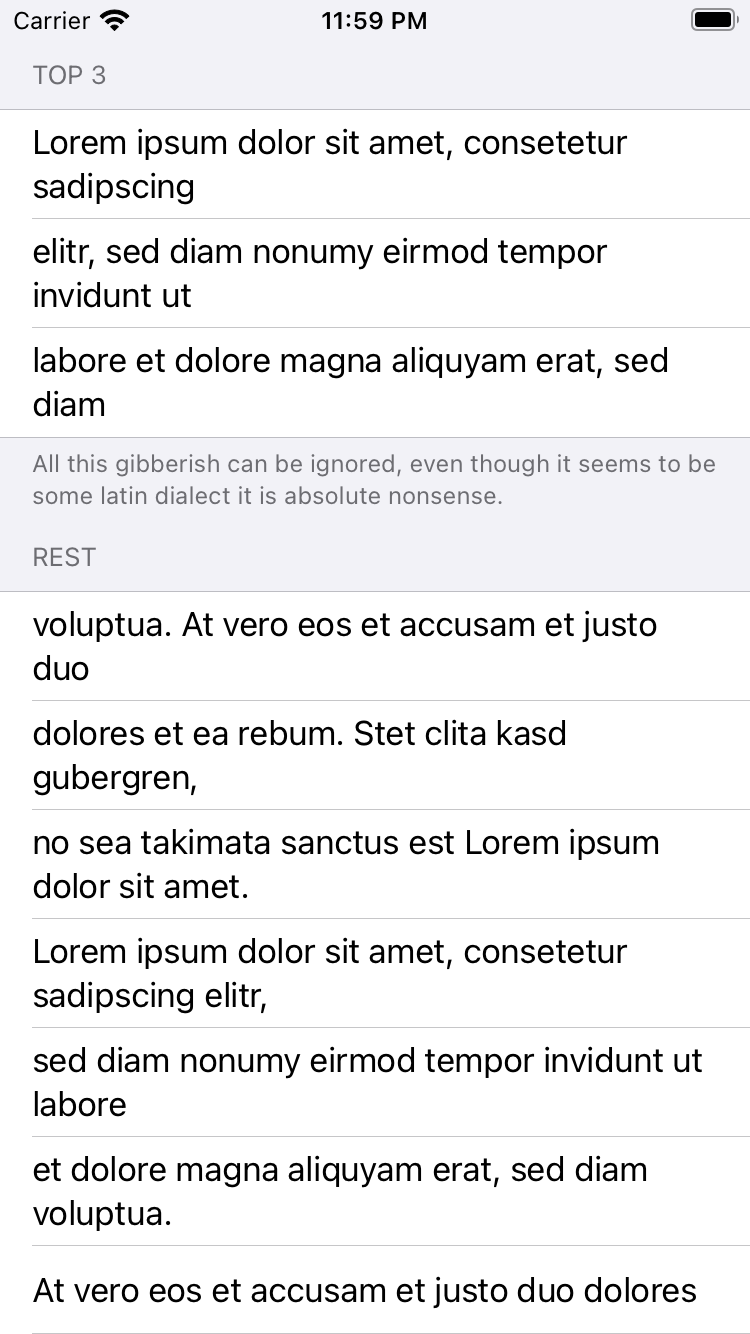 Carrier 11:59 PM
TOP 3
Lorem ipsum dolor sit amet, consetetur
sadipscing
elitr, sed diam nonumy eirmod tempor
invidunt ut
labore et dolore magna aliquyam erat, sed
diam
All this gibberish can be ignored, even though it seems to be
some latin dialect it is absolute nonsense.
REST
voluptua. At vero eos et accusam et justo
duo
dolores et ea rebum. Stet clita kasd
gubergren,
no sea takimata sanctus est Lorem ipsum
dolor sit amet.
Lorem ipsum dolor sit amet, consetetur
sadipscing elitr,
sed diam nonumy eirmod tempor invidunt ut
labore
et dolore magna aliquyam erat, sed diam
voluptua.
At vero eos et accusam et justo duo dolores